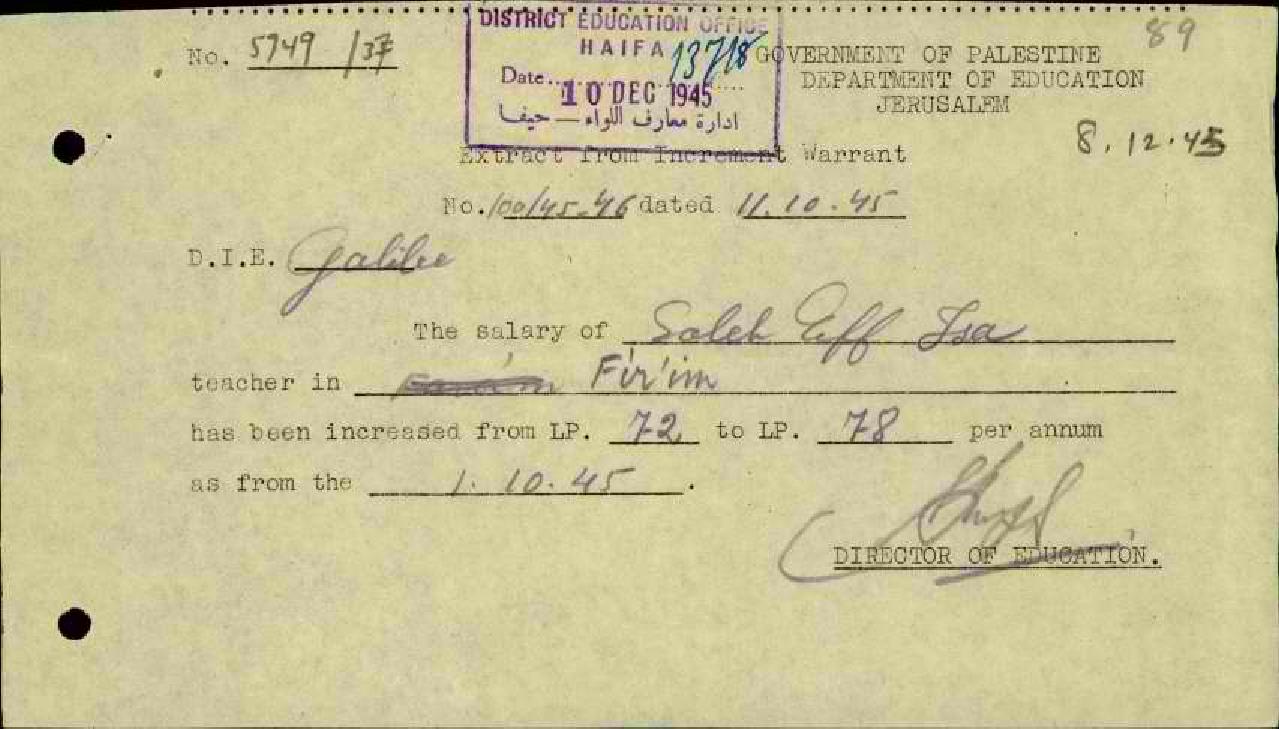 89
No. 5749/37
DISTRICT EDUCATION OFFICE
HAIFA 13718
Date... 10 DEC 1945
ادارة معارف اللواء — حيفا
GOVERNMENT OF PALESTINE
DEPARTMENT OF EDUCATION
JERUSALEM
8.12.45
Extract from Increment Warrant
No. 100/45-46 dated 11.10.45
D.I.E. Galilee
The salary of Saleh Eff Isa
teacher in Fir'im
has been increased from LP. 72 to LP. 78 per annum
as from the 1.10.45.
DIRECTOR OF EDUCATION.